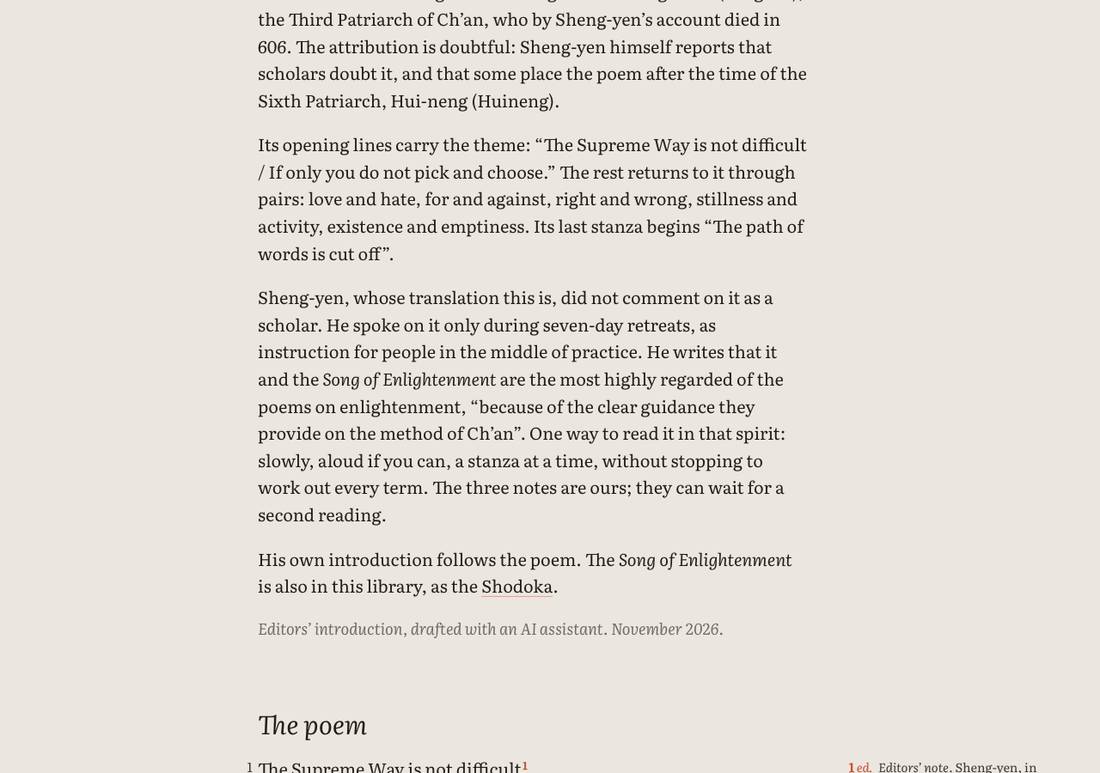 the Third Patriarch of Ch’an, who by Sheng-yen’s account died in
606. The attribution is doubtful: Sheng-yen himself reports that
scholars doubt it, and that some place the poem after the time of the
Sixth Patriarch, Hui-neng (Huineng).
Its opening lines carry the theme: “The Supreme Way is not difficult
/ If only you do not pick and choose.” The rest returns to it through
pairs: love and hate, for and against, right and wrong, stillness and
activity, existence and emptiness. Its last stanza begins “The path of
words is cut off”.
Sheng-yen, whose translation this is, did not comment on it as a
scholar. He spoke on it only during seven-day retreats, as
instruction for people in the middle of practice. He writes that it
and the Song of Enlightenment are the most highly regarded of the
poems on enlightenment, “because of the clear guidance they
provide on the method of Ch’an”. One way to read it in that spirit:
slowly, aloud if you can, a stanza at a time, without stopping to
work out every term. The three notes are ours; they can wait for a
second reading.
His own introduction follows the poem. The Song of Enlightenment
is also in this library, as the Shodoka.
Editors’ introduction, drafted with an AI assistant. November 2026.
The poem
1 The Supreme Way is not difficult1
1 ed. Editors’ note. Sheng-yen, in